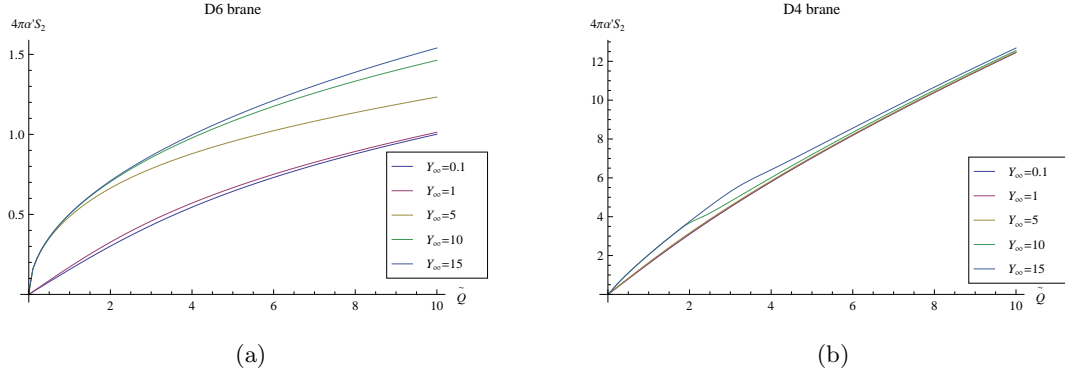 D6 brane
4πα'S₂
1.5
1.0
0.5
2
4
6
8
10
Q̃
Y∞=0.1
Y∞=1
Y∞=5
Y∞=10
Y∞=15
(a)
D4 brane
4πα'S₂
12
10
8
6
4
2
2
4
6
8
10
Q̃
Y∞=0.1
Y∞=1
Y∞=5
Y∞=10
Y∞=15
(b)